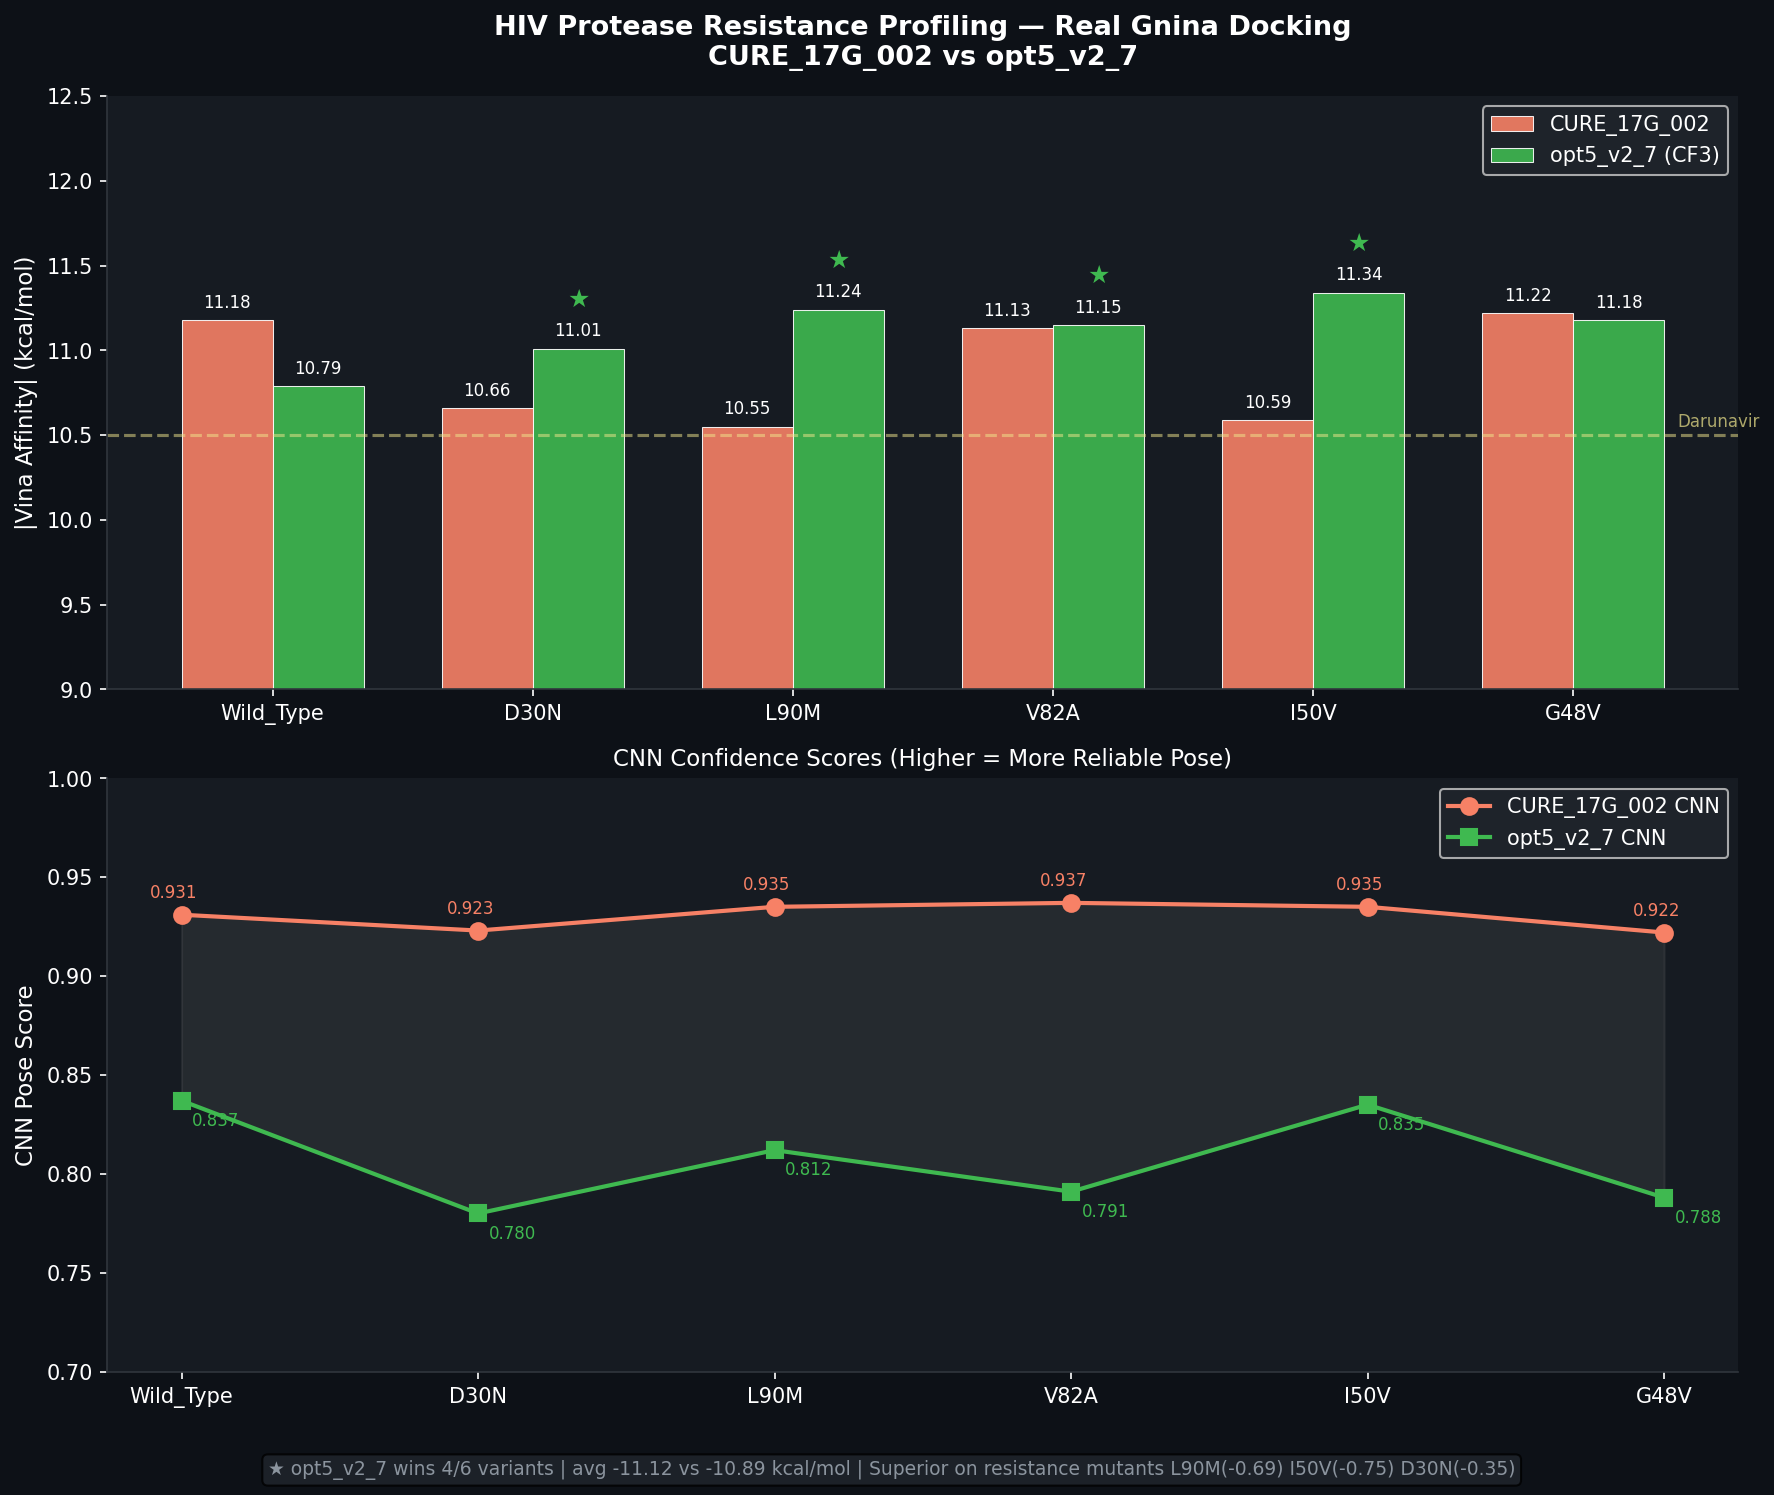 HIV Protease Resistance Profiling — Real Gnina Docking
CURE_17G_002 vs opt5_v2_7
|Vina Affinity| (kcal/mol)
12.5
12.0
11.5
11.0
10.5
10.0
9.5
9.0
CURE_17G_002
opt5_v2_7 (CF3)
★
★
★
★
11.18
10.79
10.66
11.01
10.55
11.24
11.13
11.15
10.59
11.34
11.22
11.18
Darunavir
Wild_Type
D30N
L90M
V82A
I50V
G48V
CNN Confidence Scores (Higher = More Reliable Pose)
CNN Pose Score
1.00
0.95
0.90
0.85
0.80
0.75
0.70
CURE_17G_002 CNN
opt5_v2_7 CNN
0.931
0.923
0.935
0.937
0.935
0.922
0.837
0.780
0.812
0.791
0.835
0.788
Wild_Type
D30N
L90M
V82A
I50V
G48V
★ opt5_v2_7 wins 4/6 variants | avg -11.12 vs -10.89 kcal/mol | Superior on resistance mutants L90M(-0.69) I50V(-0.75) D30N(-0.35)